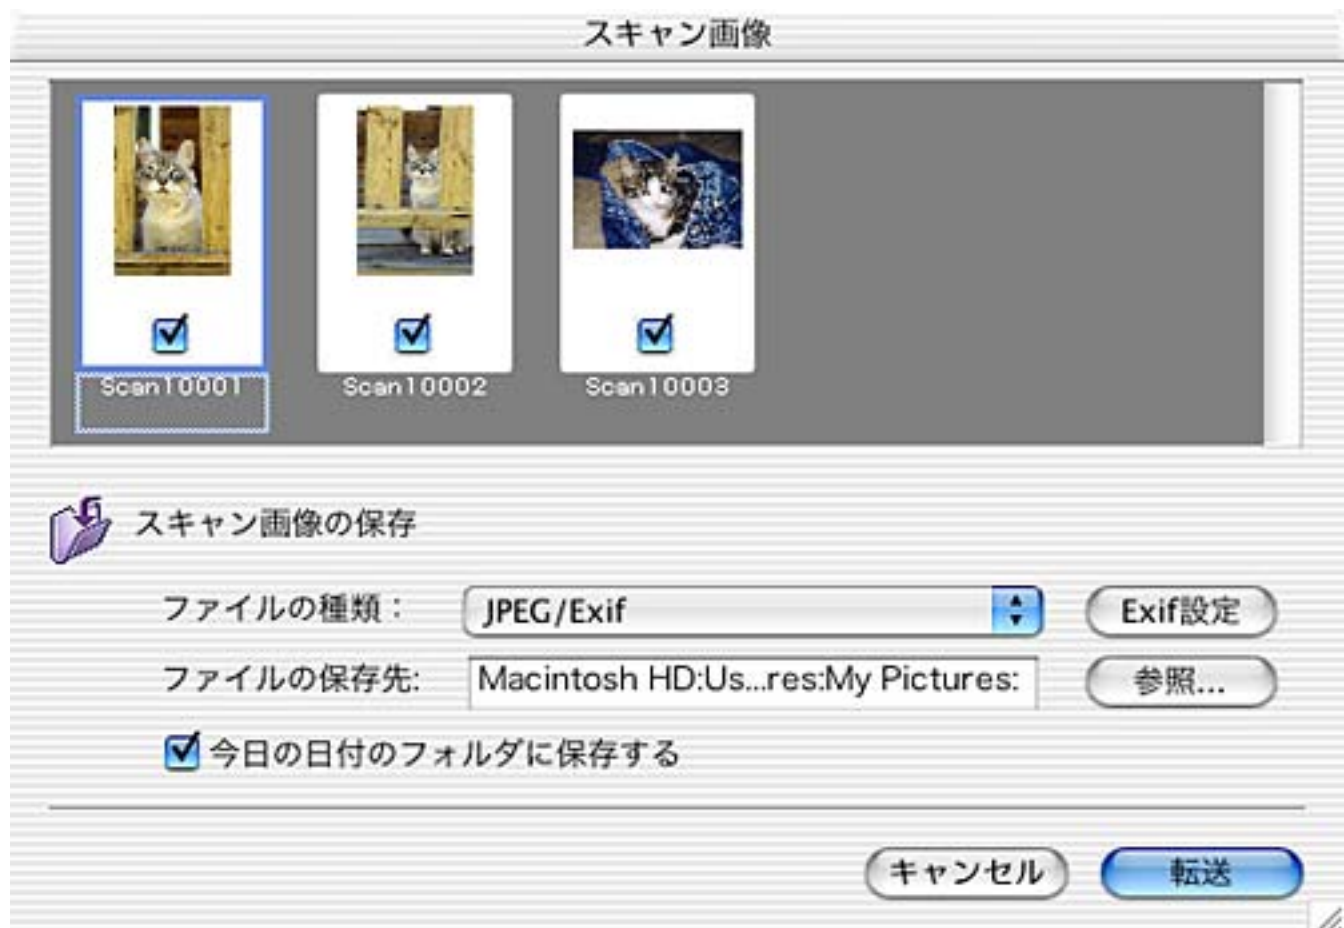 スキャン画像
Scan10001 Scan10002 Scan10003
スキャン画像の保存
ファイルの種類： JPEG/Exif Exif設定
ファイルの保存先: Macintosh HD:Us...res:My Pictures: 参照...
今日の日付のフォルダに保存する
キャンセル 転送